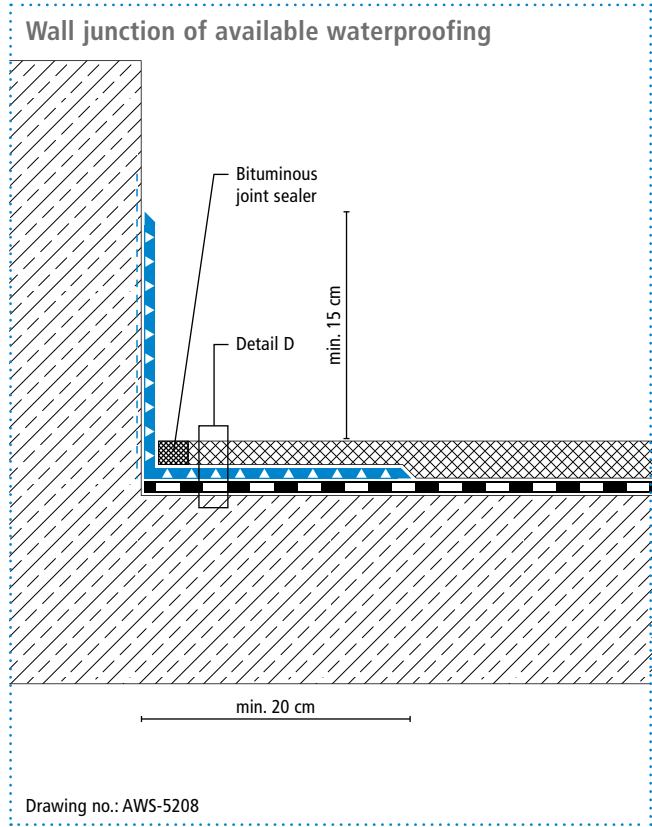 Wall junction of available waterproofing
Bituminous
joint sealer
min. 15 cm
Detail D
min. 20 cm
Drawing no.: AWS-5208